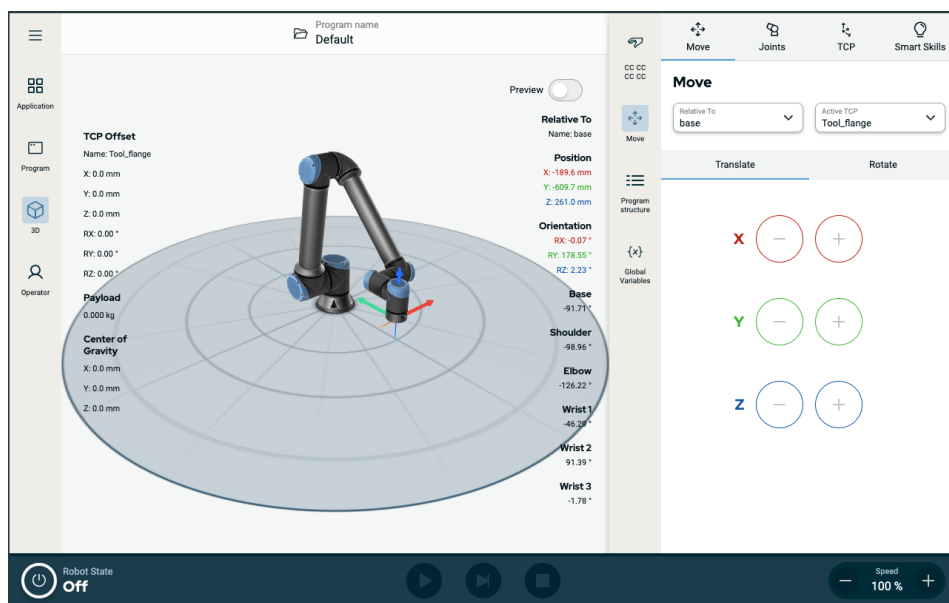 Program name
Default
Application
Program
3D
Operator
Preview
TCP Offset
Name: Tool_flange
X: 0.0 mm
Y: 0.0 mm
Z: 0.0 mm
RX: 0.00 °
RY: 0.00 °
RZ: 0.00 °
Payload
0.000 kg
Center of
Gravity
X: 0.0 mm
Y: 0.0 mm
Z: 0.0 mm
Relative To
Name: base
Position
X: -189.6 mm
Y: -609.7 mm
Z: 261.0 mm
Orientation
RX: -0.07 °
RY: 178.55 °
RZ: 2.23 °
Base
-91.71 °
Shoulder
-98.96 °
Elbow
-126.22 °
Wrist 1
-46.29 °
Wrist 2
91.39 °
Wrist 3
-1.78 °
CC CC
CC CC
Move
Program
structure
{x}
Global
Variables
Move
Joints
TCP
Smart Skills
Move
Relative To
base
Active TCP
Tool_flange
Translate
Rotate
X − +
Y − +
Z − +
Robot State
Off
Speed
− 100 % +